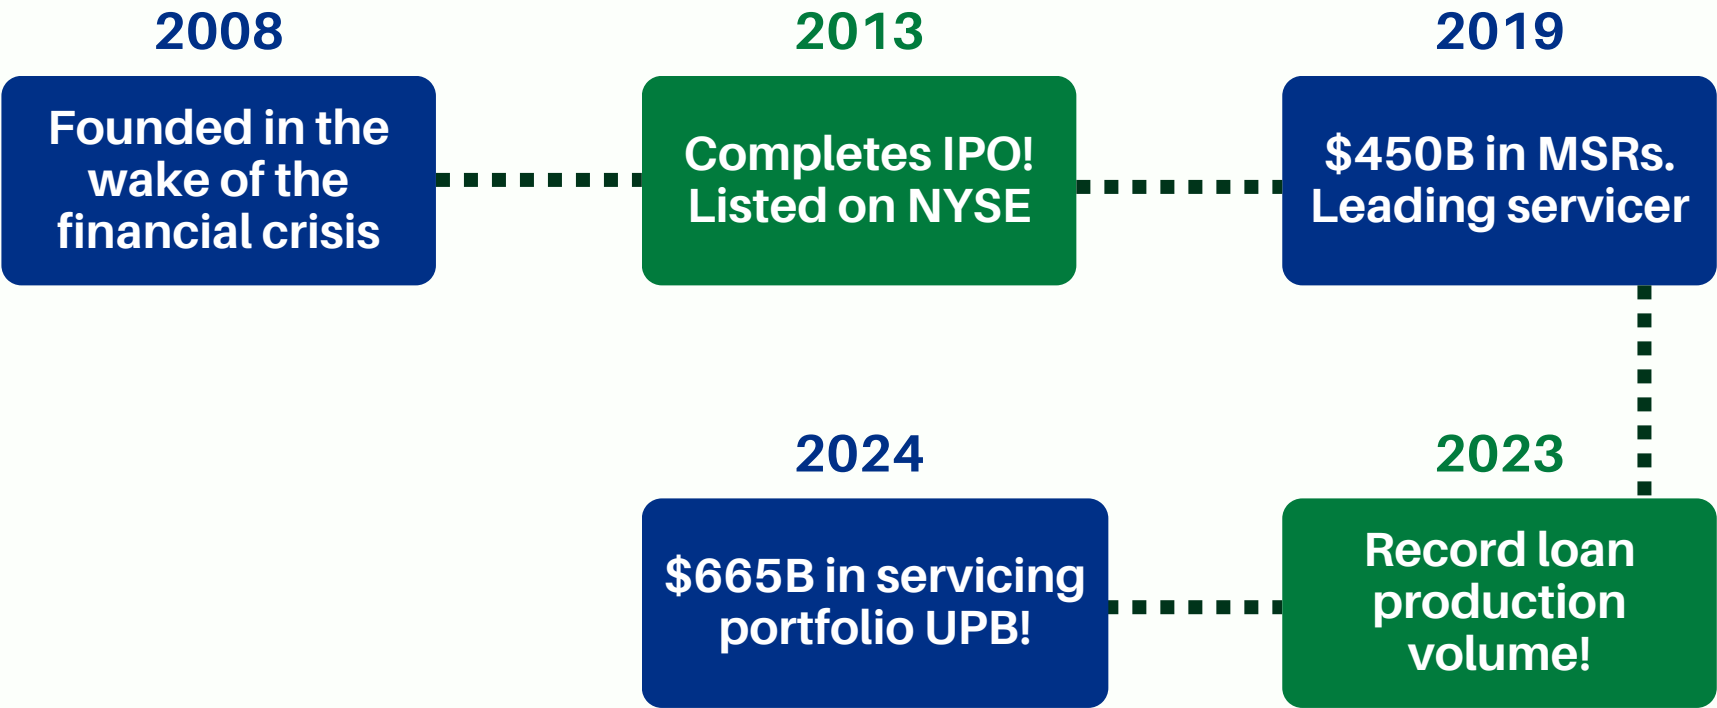 2008
Founded in the
wake of the
financial crisis
2013
Completes IPO!
Listed on NYSE
2019
$450B in MSRs.
Leading servicer
2023
Record loan
production
volume!
2024
$665B in servicing
portfolio UPB!